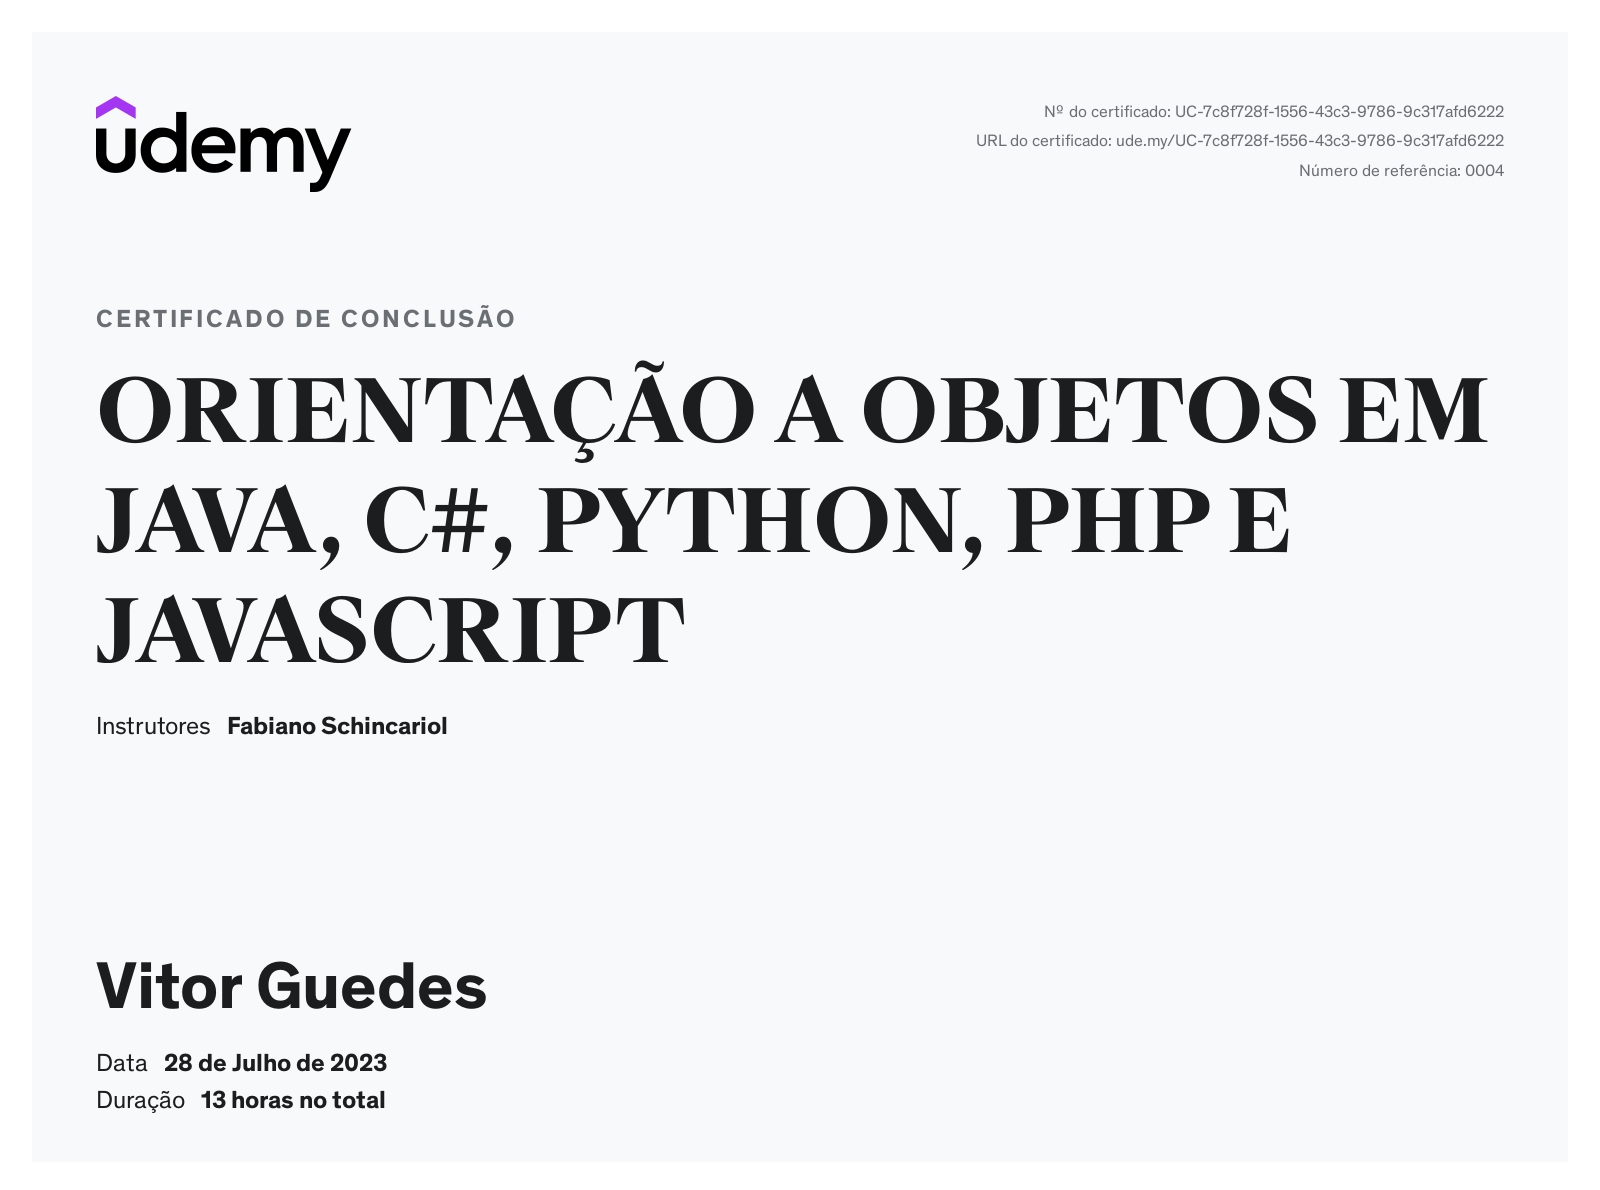 udemy
Nº do certificado: UC-7c8f728f-1556-43c3-9786-9c317afd6222
URL do certificado: ude.my/UC-7c8f728f-1556-43c3-9786-9c317afd6222
Número de referência: 0004
CERTIFICADO DE CONCLUSÃO
ORIENTAÇÃO A OBJETOS EM
JAVA, C#, PYTHON, PHP E
JAVASCRIPT
Instrutores Fabiano Schincariol
Vitor Guedes
Data 28 de Julho de 2023
Duração 13 horas no total